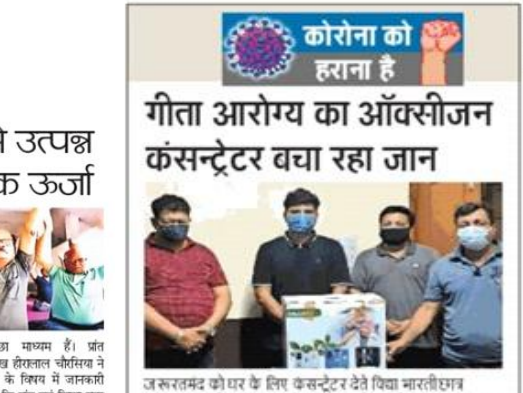 कोरोना को
हराना है
गीता आरोग्य का ऑक्सीजन
कंसन्ट्रेटर बचा रहा जान
जरूरतमंद को घर के लिए कंसन्ट्रेटर देते विद्या भारती
उत्पन्न
ऊर्जा
माध्यम हैं। प्रांत
हीरालाल चौरसिया ने
के विषय में जानकारी